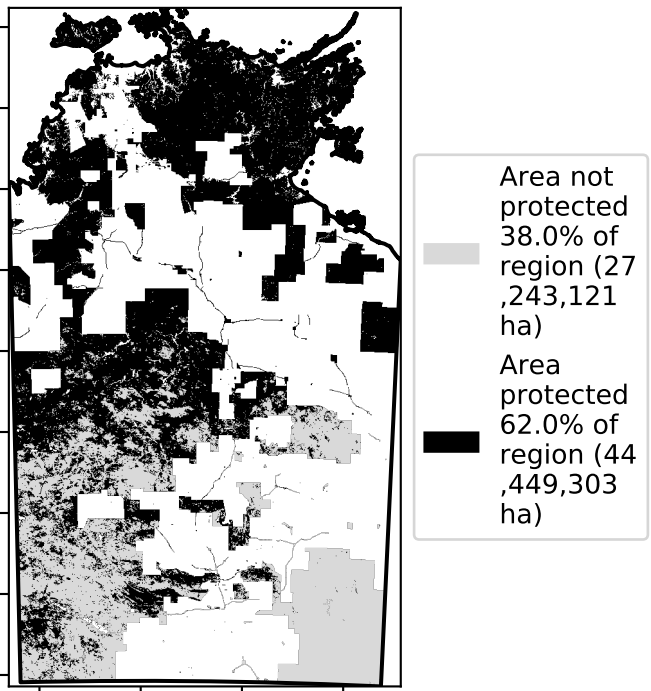 Area not
protected
38.0% of
region (27
,243,121
ha)
Area
protected
62.0% of
region (44
,449,303
ha)